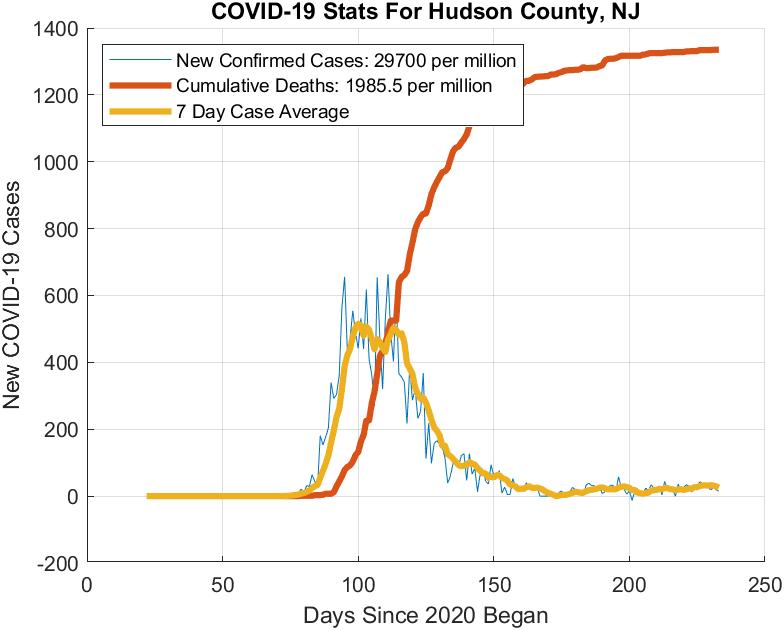 COVID-19 Stats For Hudson County, NJ
1400
1200
1000
800
600
400
200
0
-200
New COVID-19 Cases
New Confirmed Cases: 29700 per million
Cumulative Deaths: 1985.5 per million
7 Day Case Average
0 50 100 150 200 250
Days Since 2020 Began